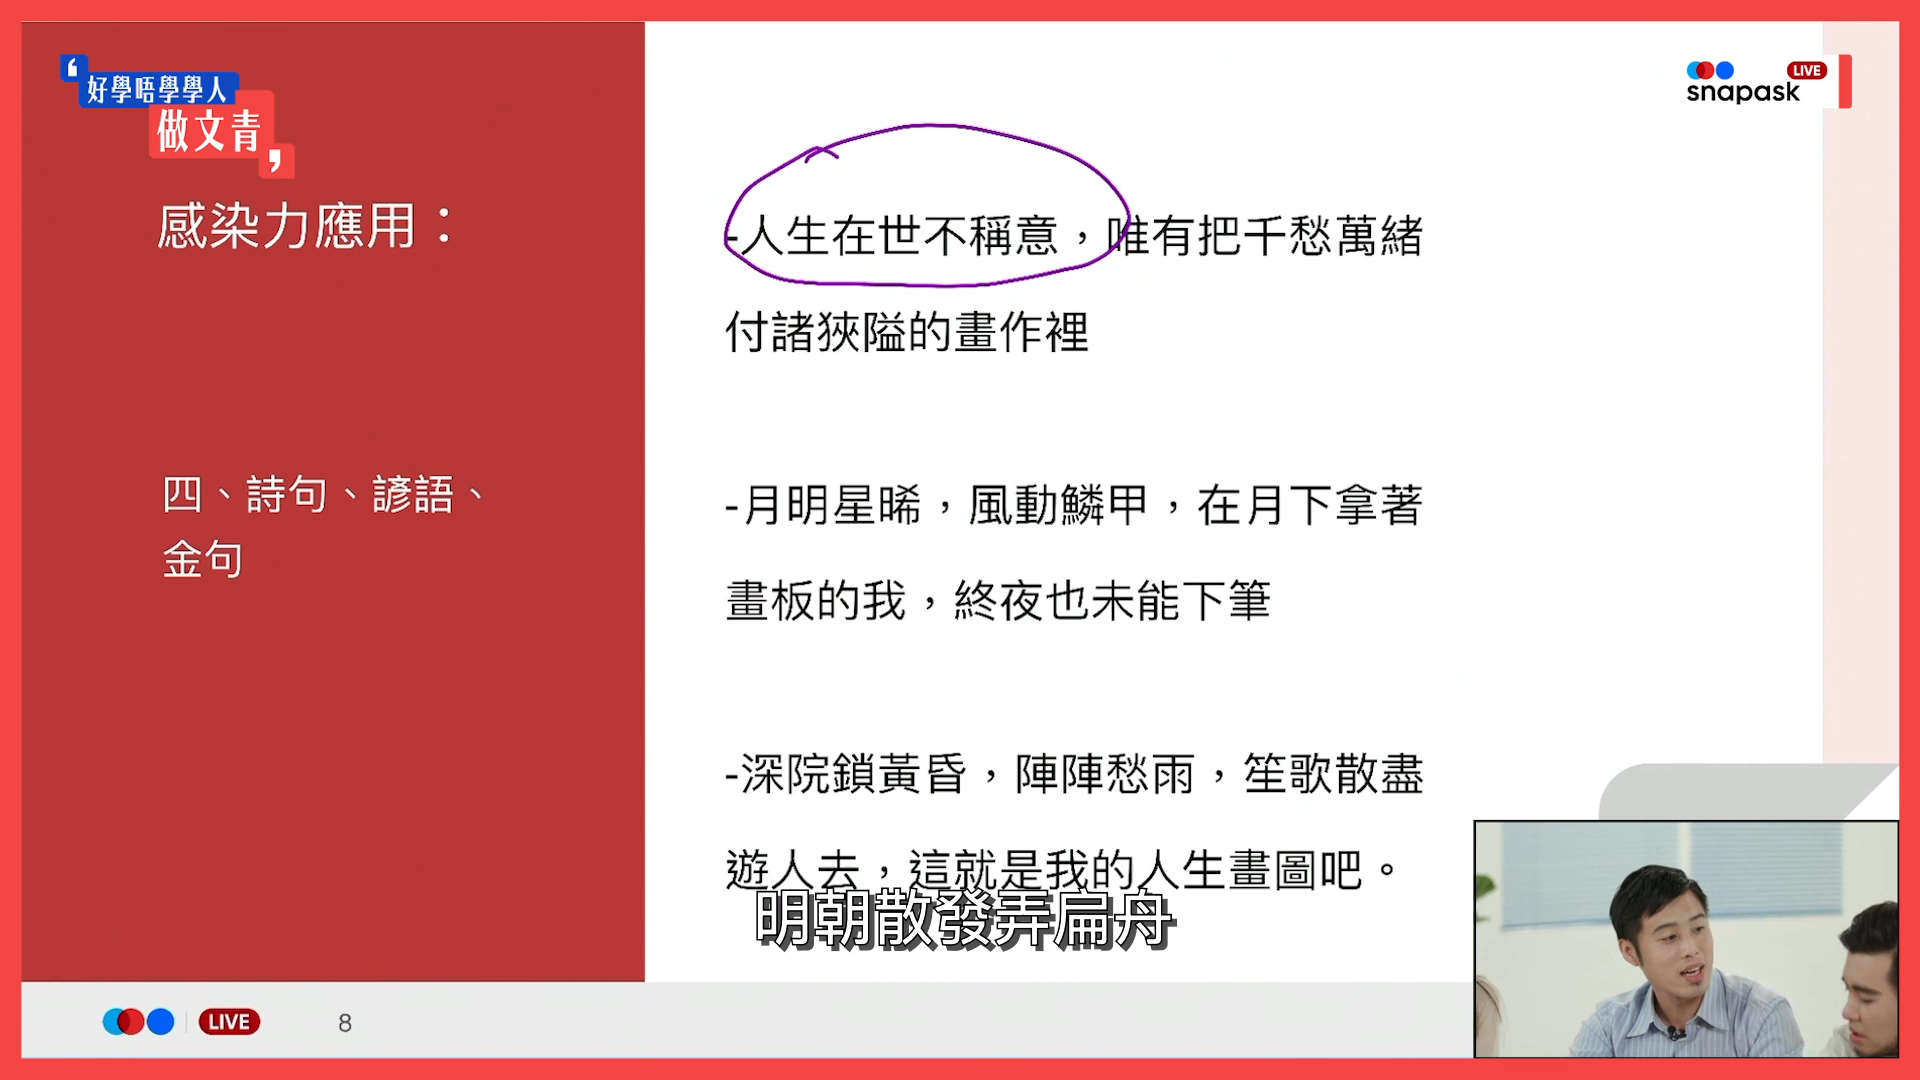 好學唔學學人
做文青
snapask
LIVE
感染力應用：
四、詩句、諺語、
金句
-人生在世不稱意，唯有把千愁萬緒
付諸狹隘的畫作裡
-月明星晞，風動鱗甲，在月下拿著
畫板的我，終夜也未能下筆
-深院鎖黃昏，陣陣愁雨，笙歌散盡
遊人去，這就是我的人生畫圖吧。
明朝散發弄扁舟
LIVE
8